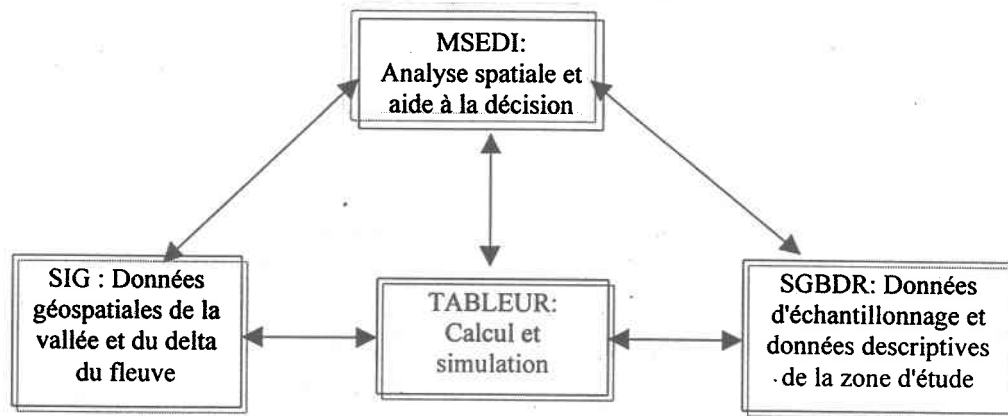 MSEDI:
Analyse spatiale et
aide à la décision
SIG : Données
géospatiales de la
vallée et du delta
du fleuve
TABLEUR:
Calcul et
simulation
SGBDR: Données
d'échantillonnage et
données descriptives
de la zone d'étude